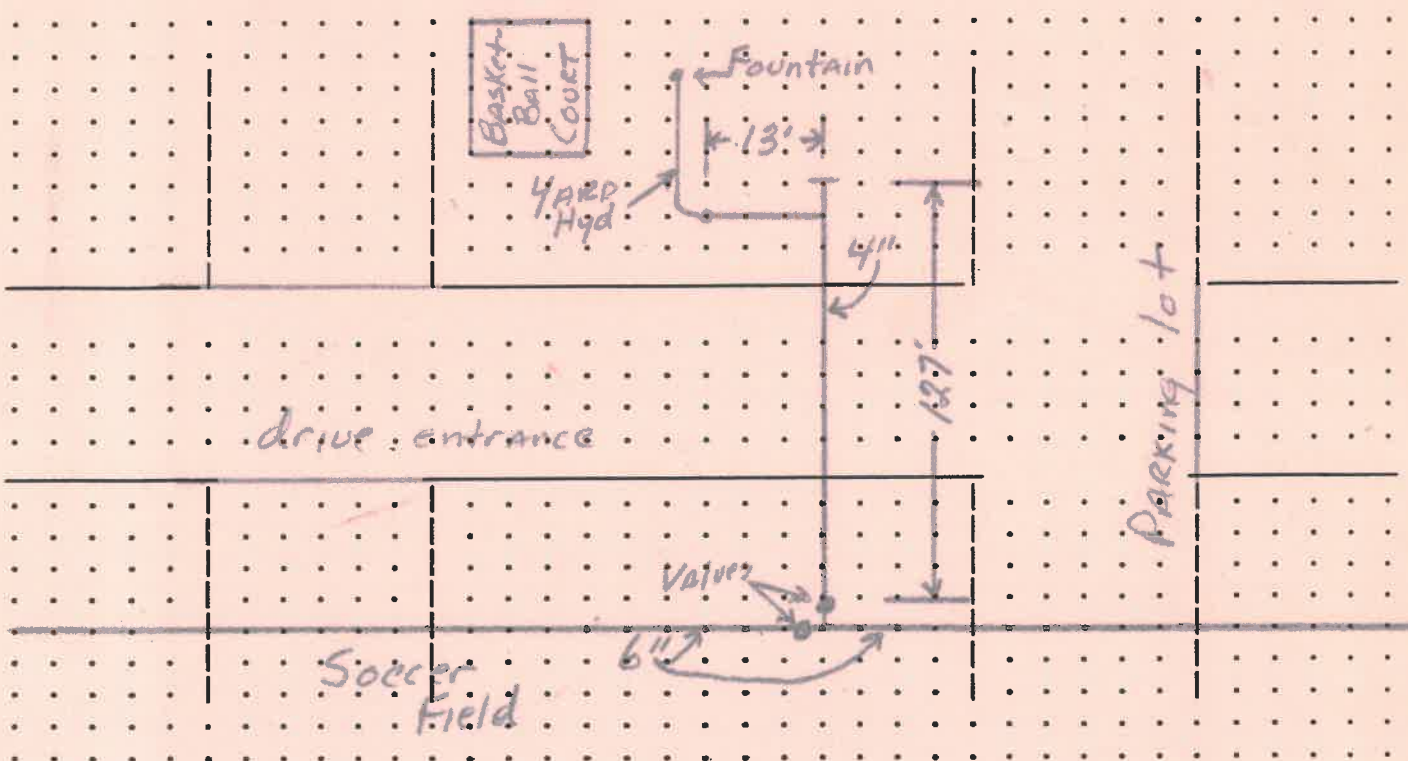 Basket
Ball
Court
Fountain
13'
Yard
Hyd
4"
127'
Parking lot
drive entrance
Valves
6"
Soccer
Field